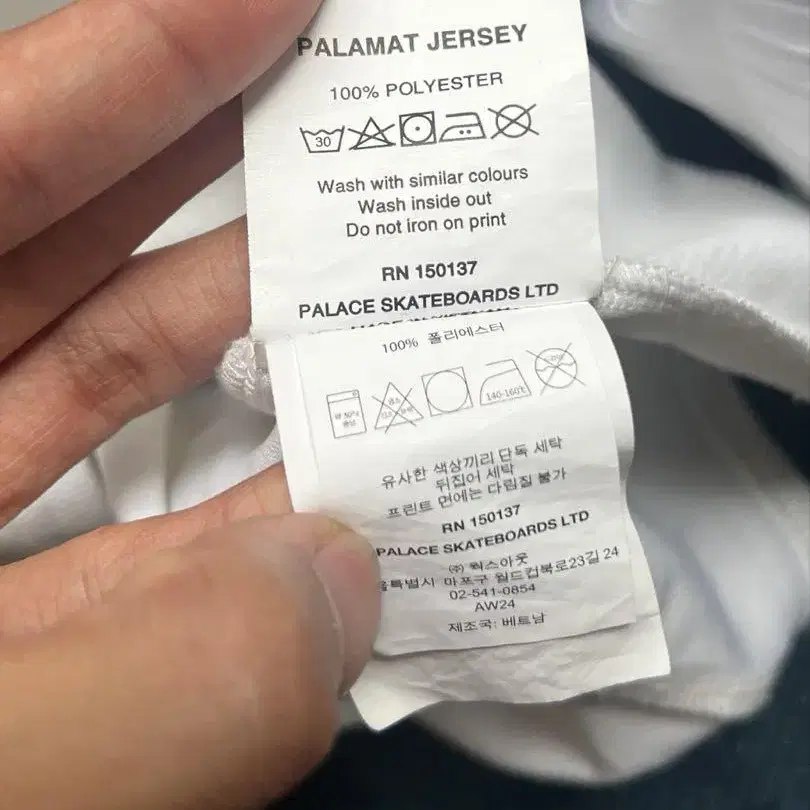 PALAMAT JERSEY
100% POLYESTER
30
Wash with similar colours
Wash inside out
Do not iron on print
RN 150137
PALACE SKATEBOARDS LTD
MADE IN VIETNAM
100% 폴리에스터
140-160℃
유사한 색상끼리 단독 세탁
뒤집어 세탁
프린트 면에는 다림질 불가
RN 150137
PALACE SKATEBOARDS LTD
㈜ 웍스아웃
울특별시 마포구 월드컵북로23길 24
02-541-0854
AW24
제조국: 베트남